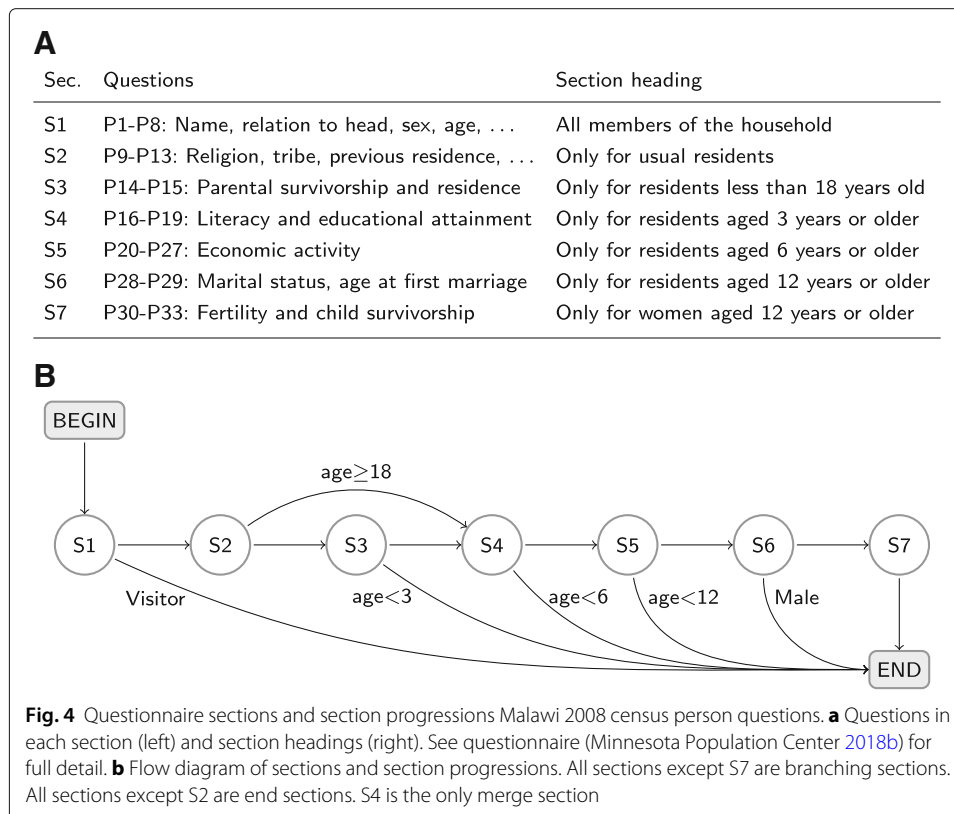 A
Sec. Questions Section heading
S1 P1-P8: Name, relation to head, sex, age, ... All members of the household
S2 P9-P13: Religion, tribe, previous residence, ... Only for usual residents
S3 P14-P15: Parental survivorship and residence Only for residents less than 18 years old
S4 P16-P19: Literacy and educational attainment Only for residents aged 3 years or older
S5 P20-P27: Economic activity Only for residents aged 6 years or older
S6 P28-P29: Marital status, age at first marriage Only for residents aged 12 years or older
S7 P30-P33: Fertility and child survivorship Only for women aged 12 years or older
B
BEGIN
age≥18
S1 S2 S3 S4 S5 S6 S7
Visitor age<3 age<6 age<12 Male
END
Fig. 4 Questionnaire sections and section progressions Malawi 2008 census person questions. a Questions in
each section (left) and section headings (right). See questionnaire (Minnesota Population Center 2018b) for
full detail. b Flow diagram of sections and section progressions. All sections except S7 are branching sections.
All sections except S2 are end sections. S4 is the only merge section